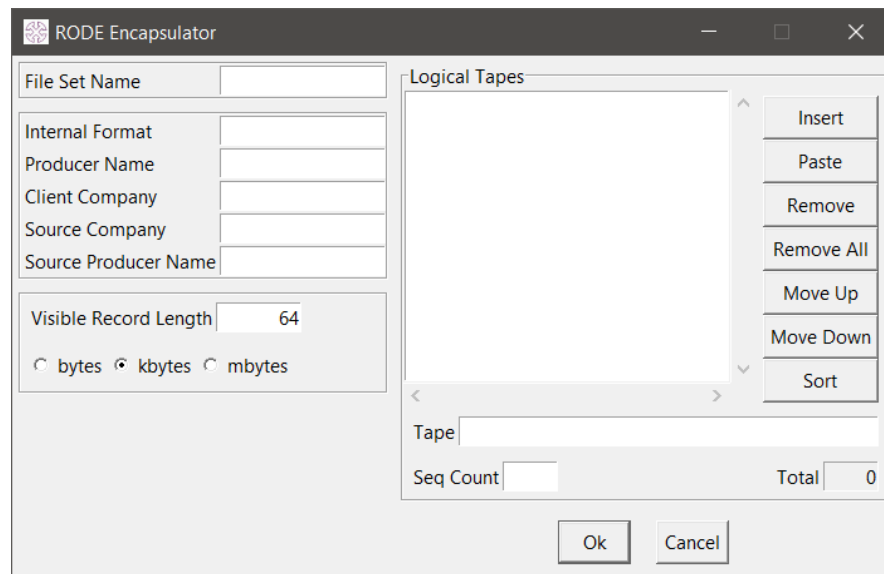 RODE Encapsulator
File Set Name
Internal Format
Producer Name
Client Company
Source Company
Source Producer Name
Visible Record Length 64
bytes kbytes mbytes
Logical Tapes
Insert
Paste
Remove
Remove All
Move Up
Move Down
Sort
Tape
Seq Count Total 0
Ok Cancel